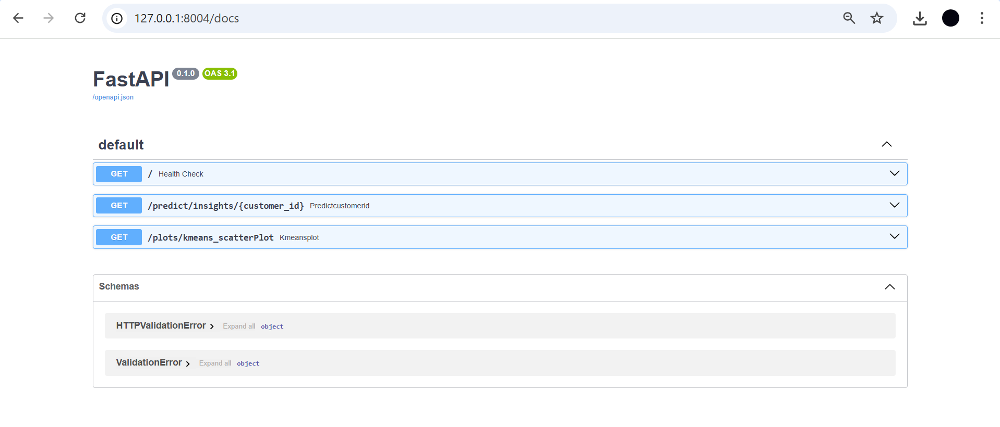 127.0.0.1:8004/docs
FastAPI 0.1.0 OAS 3.1
/openapi.json
default
GET / Health Check
GET /predict/insights/{customer_id} Predictcustomerid
GET /plots/kmeans_scatterPlot Kmeansplot
Schemas
HTTPValidationError Expand all object
ValidationError Expand all object